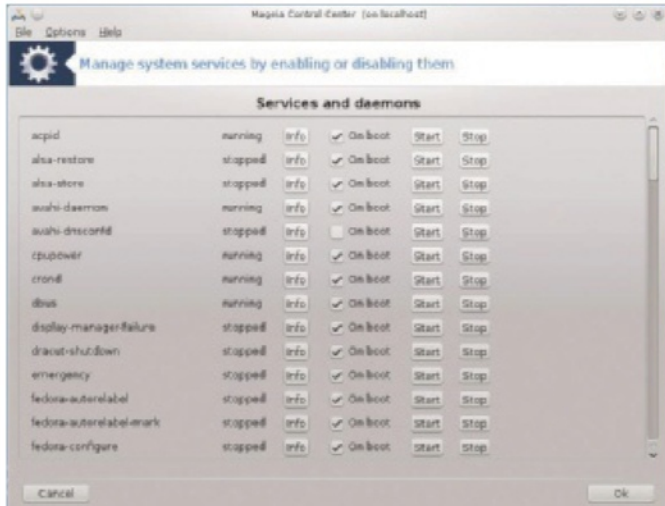 Mageia Control Center [on localhost]
File Options Help
Manage system services by enabling or disabling them
Services and daemons
acpid running Info On boot Start Stop
alsa-restore stopped Info On boot Start Stop
alsa-store stopped Info On boot Start Stop
avahi-daemon running Info On boot Start Stop
avahi-dnsconfd stopped Info On boot Start Stop
cpupower running Info On boot Start Stop
crond running Info On boot Start Stop
dbus running Info On boot Start Stop
display-manager-failure stopped Info On boot Start Stop
dracut-shutdown stopped Info On boot Start Stop
emergency stopped Info On boot Start Stop
fedora-autorelabel stopped Info On boot Start Stop
fedora-autorelabel-mark stopped Info On boot Start Stop
fedora-configure stopped Info On boot Start Stop
Cancel Ok